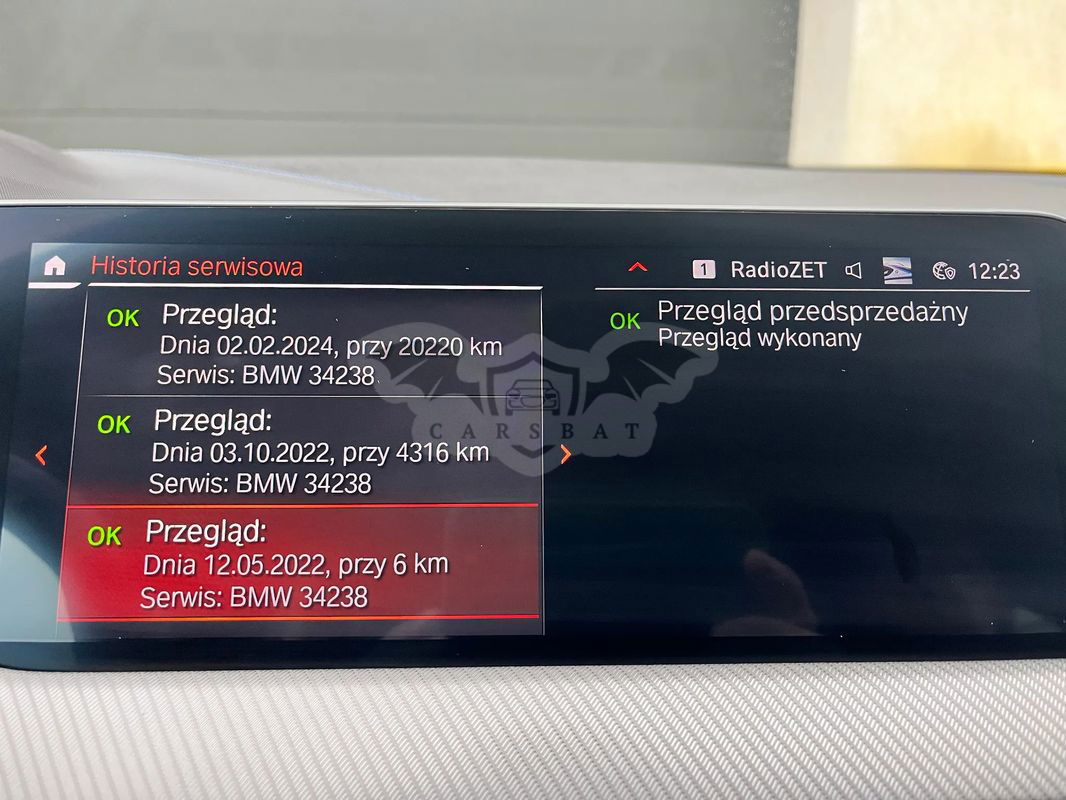 Historia serwisowa
1 RadioZET 12:23
OK Przegląd:
Dnia 02.02.2024, przy 20220 km
Serwis: BMW 34238
OK Przegląd:
Dnia 03.10.2022, przy 4316 km
Serwis: BMW 34238
OK Przegląd:
Dnia 12.05.2022, przy 6 km
Serwis: BMW 34238
OK Przegląd przedsprzedażny
Przegląd wykonany
CARSBAT